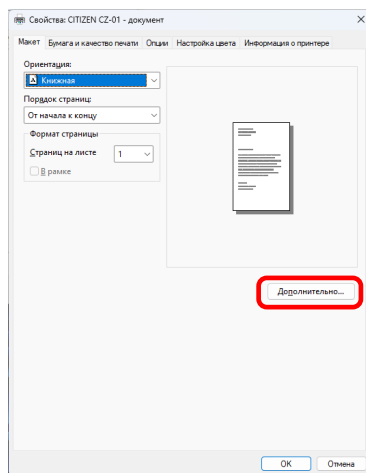 Свойства: CITIZEN CZ-01 - документ
Макет Бумага и качество печати Опции Настройка цвета Информация о принтере
Ориентация:
Книжная
Порядок страниц:
От начала к концу
Формат страницы
Страниц на листе 1
В рамке
Дополнительно...
ОК Отмена